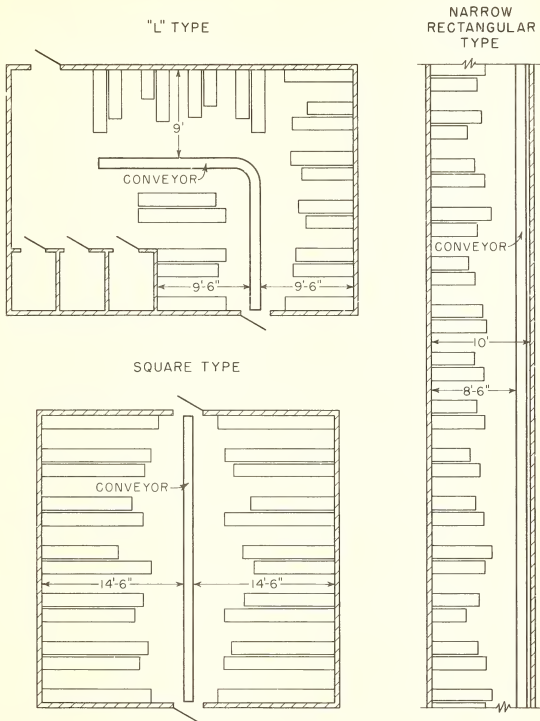 "L" TYPE
9'
CONVEYOR
9'-6"
9'-6"
SQUARE TYPE
CONVEYOR
14'-6"
14'-6"
NARROW
RECTANGULAR
TYPE
CONVEYOR
10'
8'-6"